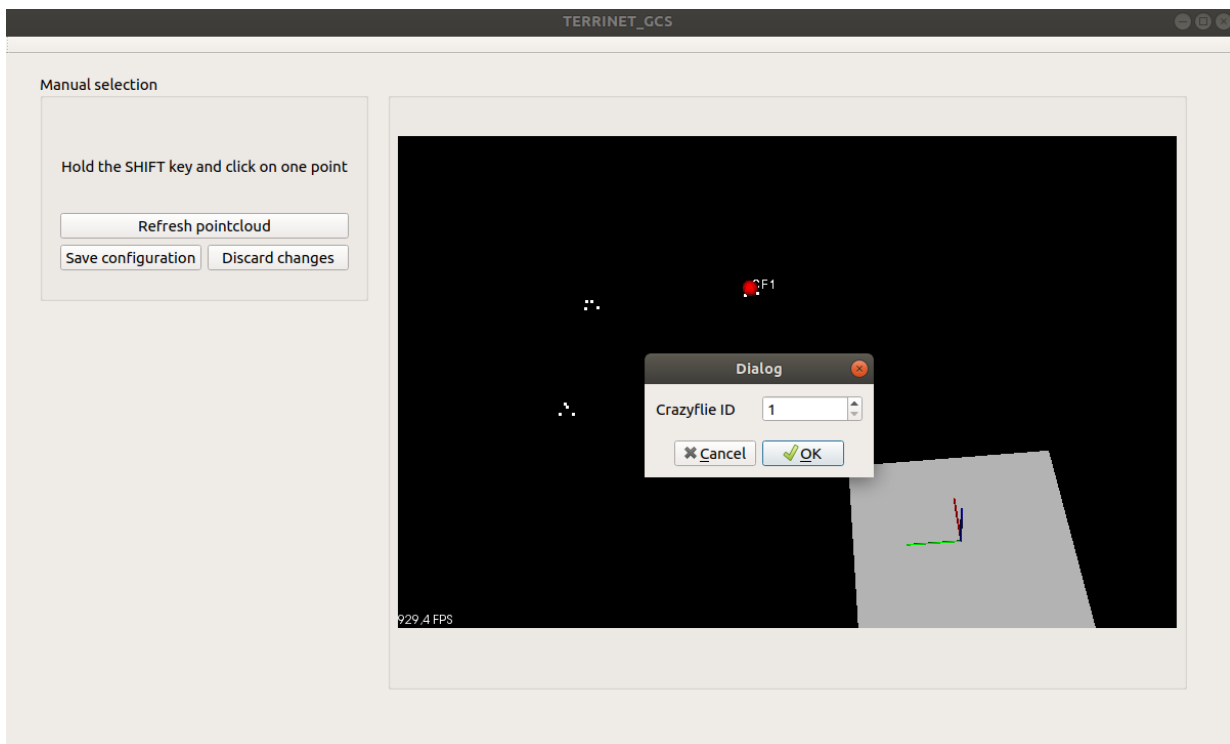 TERRINET_GCS
Manual selection
Hold the SHIFT key and click on one point
Refresh pointcloud
Save configuration
Discard changes
CF1
Dialog
Crazyflie ID
1
Cancel
OK
929,4 FPS